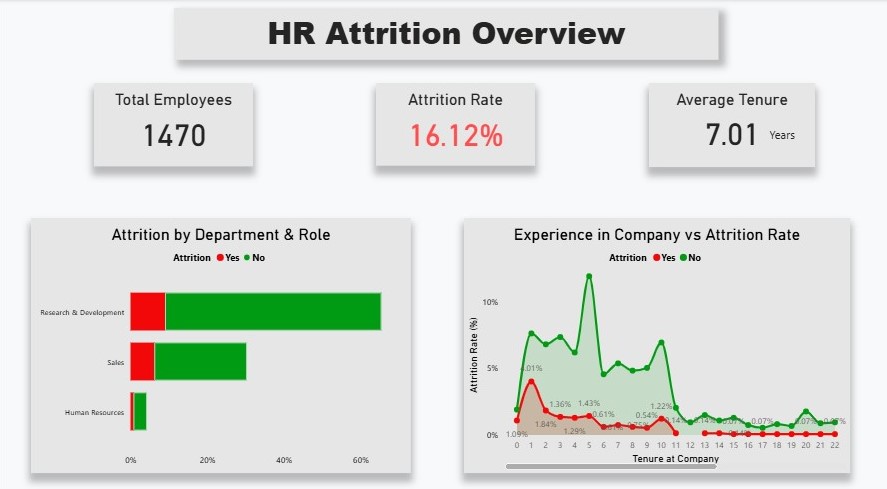 HR Attrition Overview
Total Employees
1470
Attrition Rate
16.12%
Average Tenure
7.01 Years
Attrition by Department & Role
Attrition Yes No
Research & Development
Sales
Human Resources
0% 20% 40% 60%
Experience in Company vs Attrition Rate
Attrition Yes No
Attrition Rate (%)
10%
5%
0%
4.01%
1.36% 1.43% 1.22%
0.61% 0.54%
1.84% 1.29%
1.09%
0.07%
0 1 2 3 4 5 6 7 8 9 10 11 12 13 14 15 16 17 18 19 20 21 22
Tenure at Company